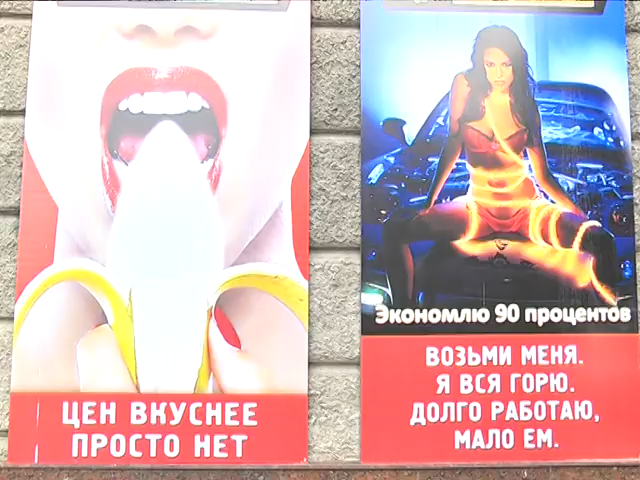 ЦЕН ВКУСНЕЕ
ПРОСТО НЕТ
Экономлю 90 процентов
ВОЗЬМИ МЕНЯ.
Я ВСЯ ГОРЮ.
ДОЛГО РАБОТАЮ,
МАЛО ЕМ.